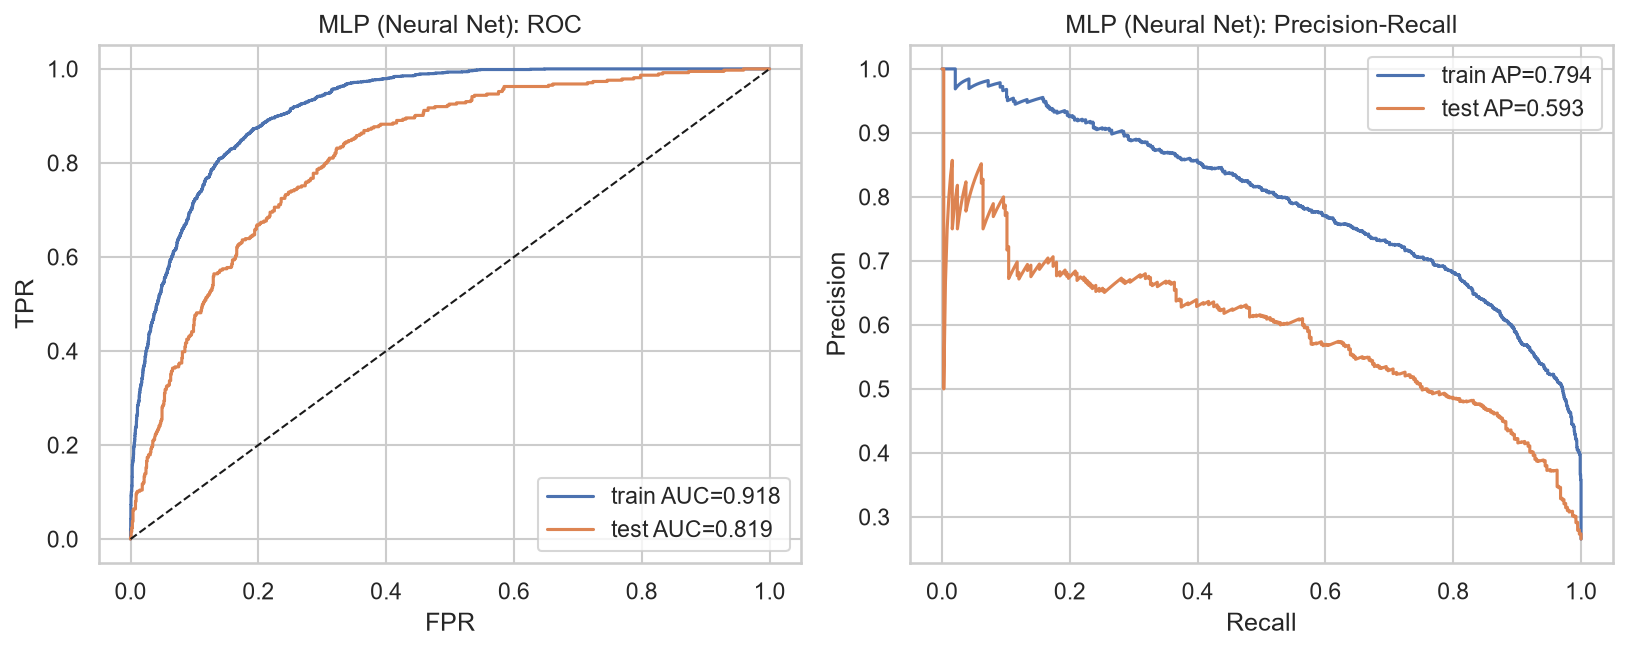 MLP (Neural Net): ROC
TPR
1.0
0.8
0.6
0.4
0.2
0.0
train AUC=0.918
test AUC=0.819
0.0 0.2 0.4 0.6 0.8 1.0
FPR
MLP (Neural Net): Precision-Recall
Precision
1.0
0.9
0.8
0.7
0.6
0.5
0.4
0.3
train AP=0.794
test AP=0.593
0.0 0.2 0.4 0.6 0.8 1.0
Recall